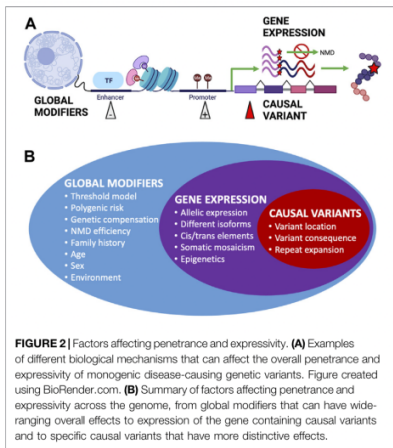 A
GENE
EXPRESSION
NMD
TF
GLOBAL
MODIFIERS
Enhancer
Promoter
CAUSAL
VARIANT
-
+
B
GLOBAL MODIFIERS
• Threshold model
• Polygenic risk
• Genetic compensation
• NMD efficiency
• Family history
• Age
• Sex
• Environment
GENE EXPRESSION
• Allelic expression
• Different isoforms
• Cis/trans elements
• Somatic mosaicism
• Epigenetics
CAUSAL VARIANTS
• Variant location
• Variant consequence
• Repeat expansion
FIGURE 2 | Factors affecting penetrance and expressivity. (A) Examples
of different biological mechanisms that can affect the overall penetrance and
expressivity of monogenic disease-causing genetic variants. Figure created
using BioRender.com. (B) Summary of factors affecting penetrance and
expressivity across the genome, from global modifiers that can have wide-
ranging overall effects to expression of the gene containing causal variants
and to specific causal variants that have more distinctive effects.